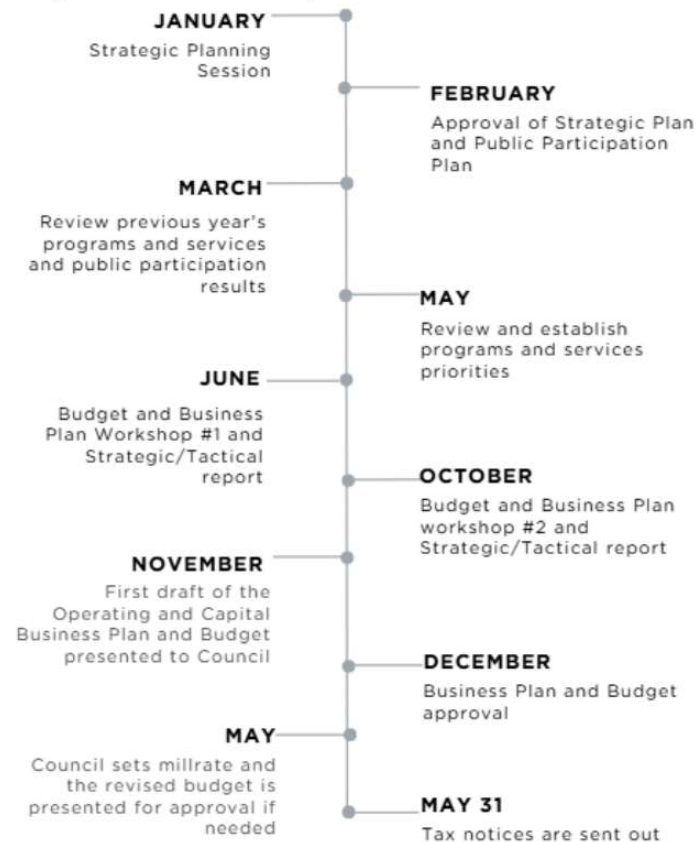 JANUARY
Strategic Planning
Session
FEBRUARY
Approval of Strategic Plan
and Public Participation
Plan
MARCH
Review previous year's
programs and services
and public participation
results
MAY
Review and establish
programs and services
priorities
JUNE
Budget and Business
Plan Workshop #1 and
Strategic/Tactical
report
OCTOBER
Budget and Business Plan
workshop #2 and
Strategic/Tactical report
NOVEMBER
First draft of the
Operating and Capital
Business Plan and Budget
presented to Council
DECEMBER
Business Plan and Budget
approval
MAY
Council sets millrate and
the revised budget is
presented for approval if
needed
MAY 31
Tax notices are sent out